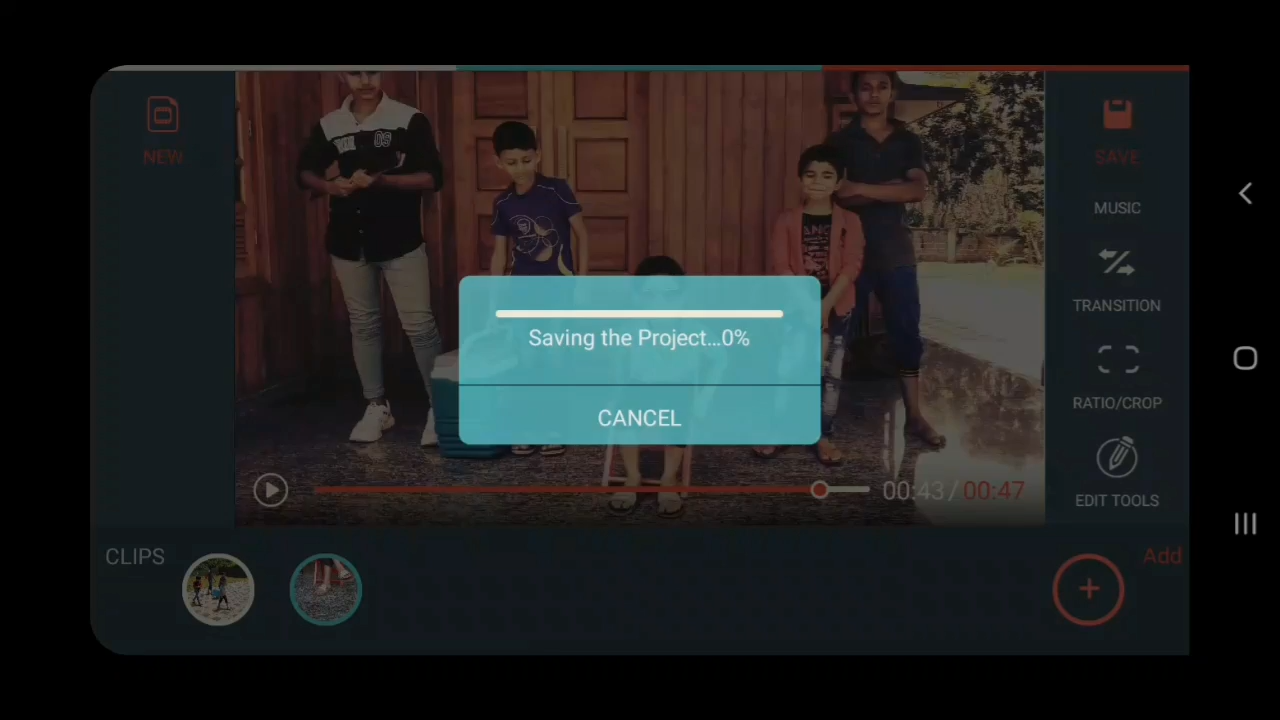 NEW
SAVE
MUSIC
TRANSITION
RATIO/CROP
EDIT TOOLS
Saving the Project...0%
CANCEL
00:43/00:47
CLIPS
Add